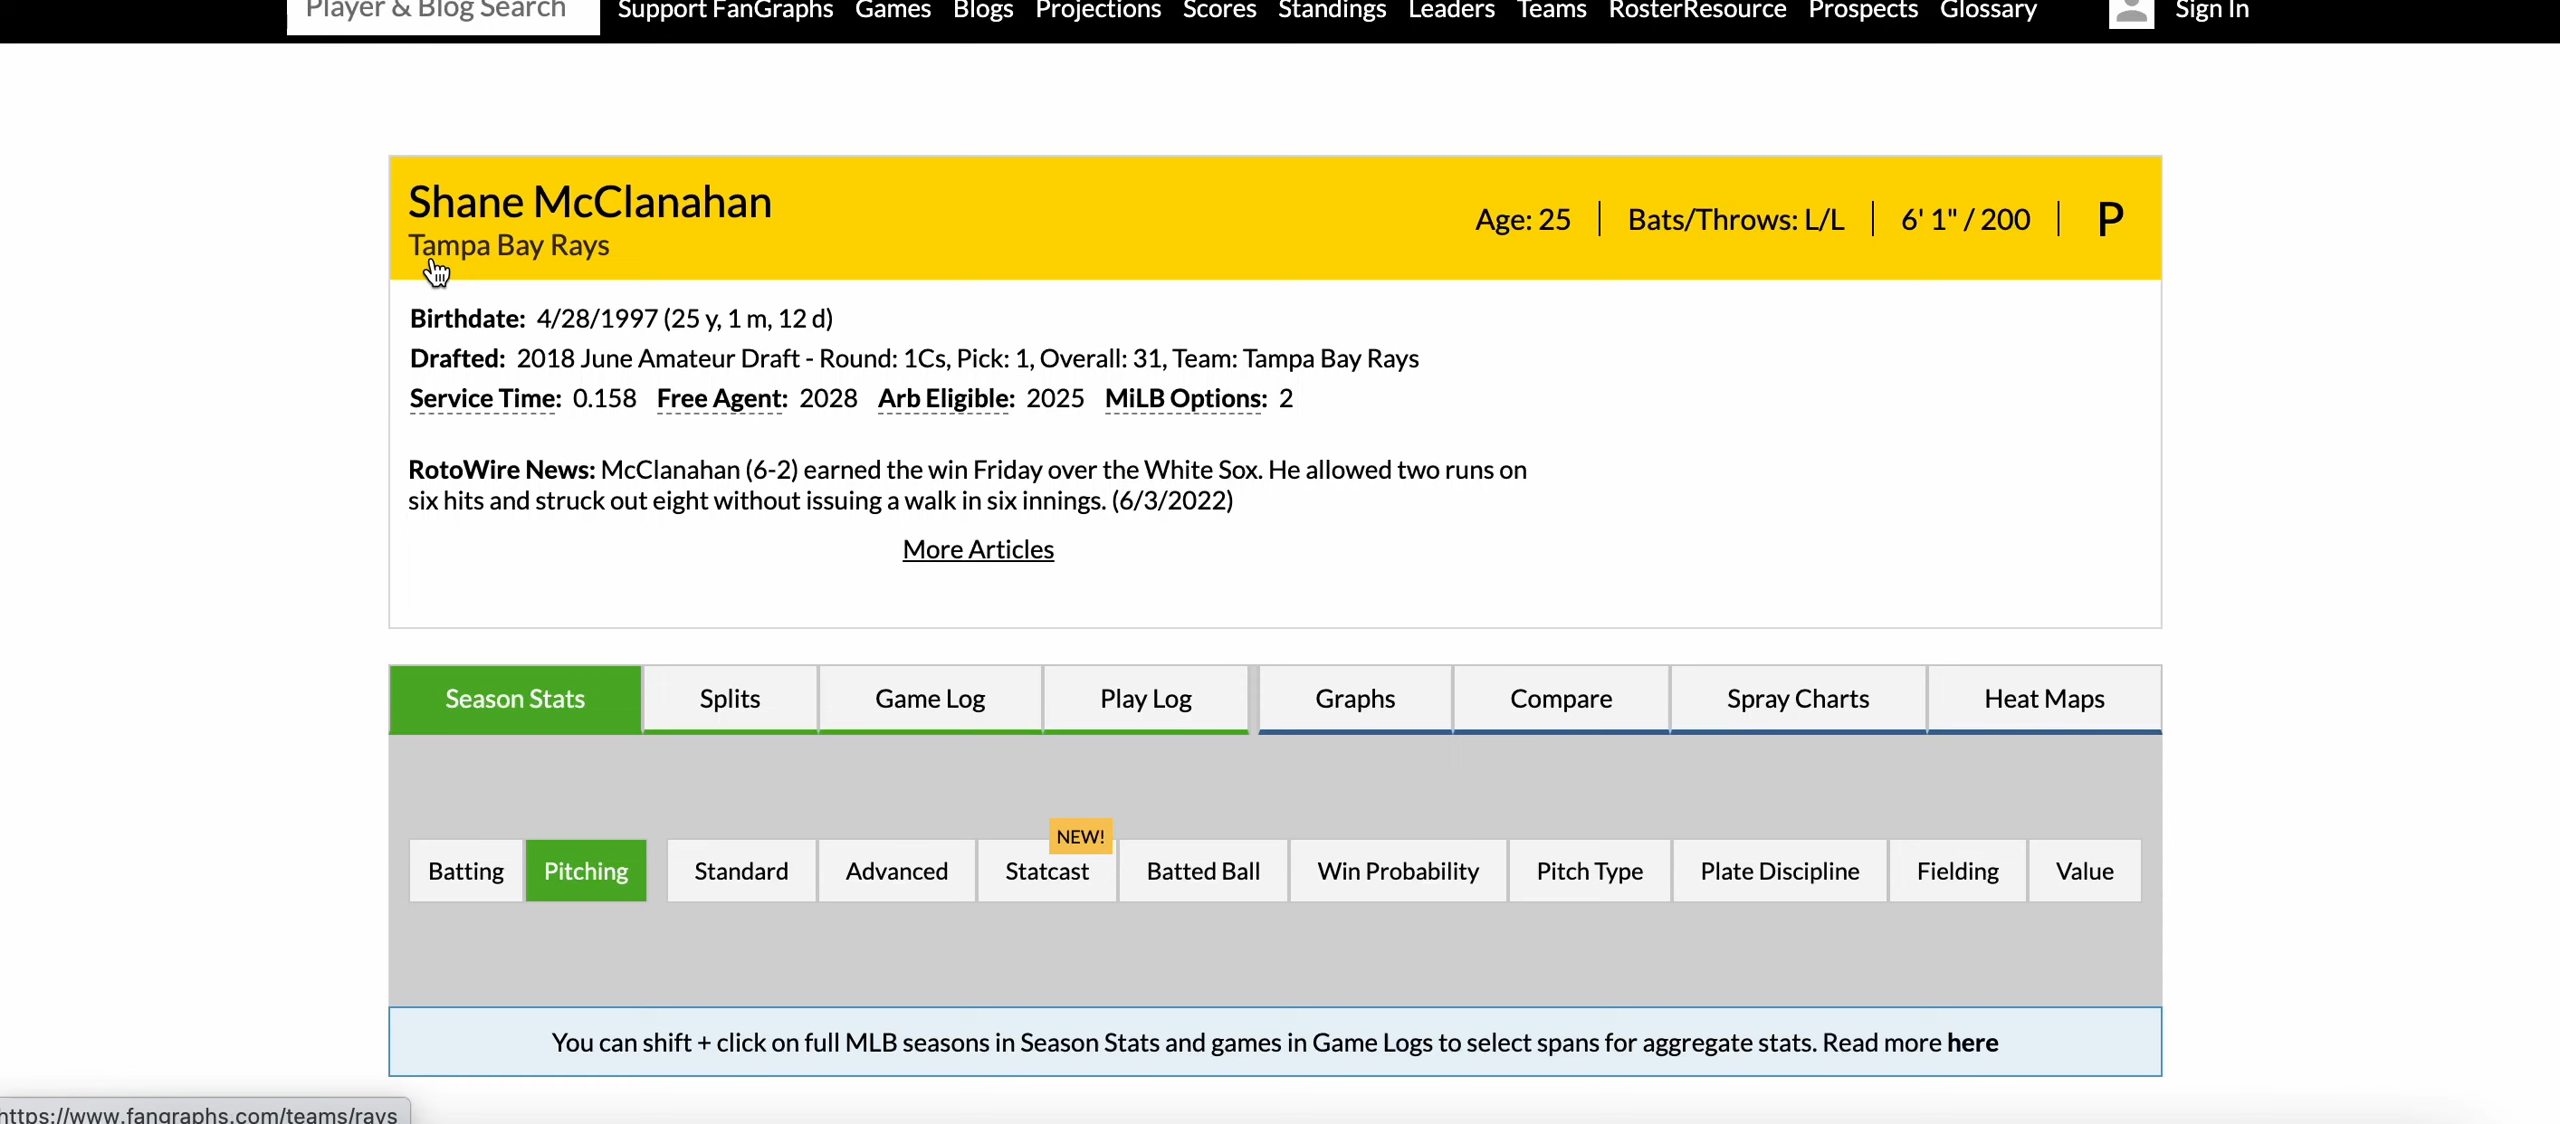 Player & Blog Search Support FanGraphs Games Blogs Projections Scores Standings Leaders Teams RosterResource Prospects Glossary Sign In
Shane McClanahan
Tampa Bay Rays
Age: 25 Bats/Throws: L/L 6' 1" / 200 P
Birthdate: 4/28/1997 (25 y, 1 m, 12 d)
Drafted: 2018 June Amateur Draft - Round: 1Cs, Pick: 1, Overall: 31, Team: Tampa Bay Rays
Service Time: 0.158 Free Agent: 2028 Arb Eligible: 2025 MiLB Options: 2
RotoWire News: McClanahan (6-2) earned the win Friday over the White Sox. He allowed two runs on
six hits and struck out eight without issuing a walk in six innings. (6/3/2022)
More Articles
Season Stats Splits Game Log Play Log Graphs Compare Spray Charts Heat Maps
NEW!
Batting Pitching Standard Advanced Statcast Batted Ball Win Probability Pitch Type Plate Discipline Fielding Value
You can shift + click on full MLB seasons in Season Stats and games in Game Logs to select spans for aggregate stats. Read more here
https://www.fangraphs.com/teams/rays